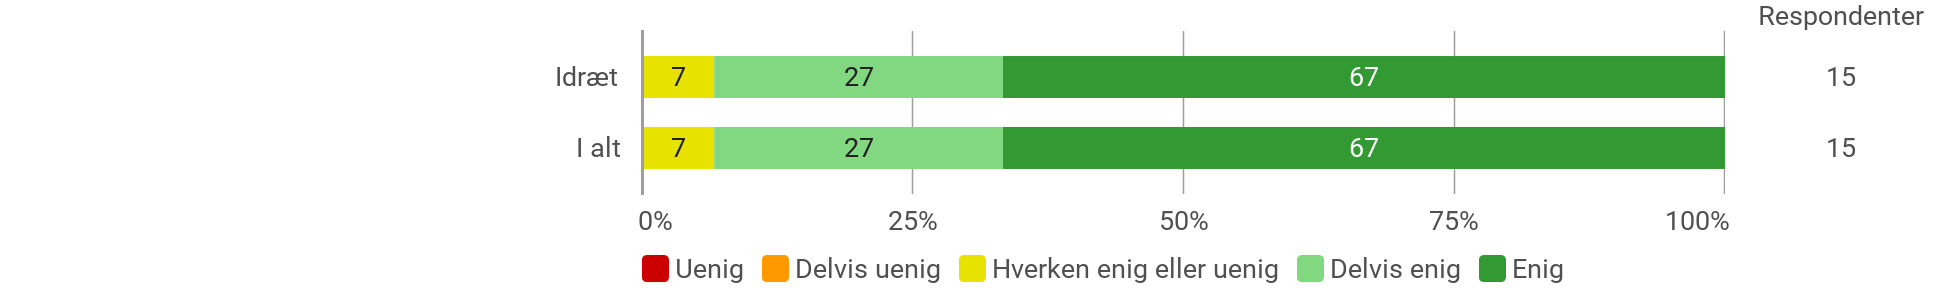 Respondenter
Idræt 7 27 67 15
I alt 7 27 67 15
0% 25% 50% 75% 100%
Uenig Delvis uenig Hverken enig eller uenig Delvis enig Enig